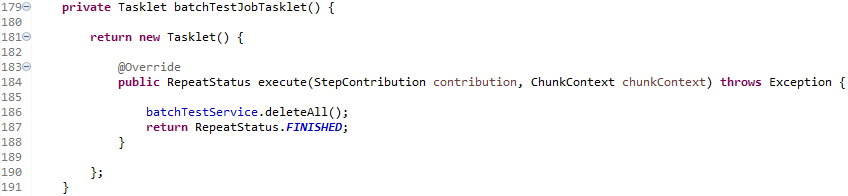 179 private Tasklet batchTestJobTasklet() {
180
181 return new Tasklet() {
182
183 @Override
184 public RepeatStatus execute(StepContribution contribution, ChunkContext chunkContext) throws Exception {
185
186 batchTestService.deleteAll();
187 return RepeatStatus.FINISHED;
188 }
189
190 };
191 }